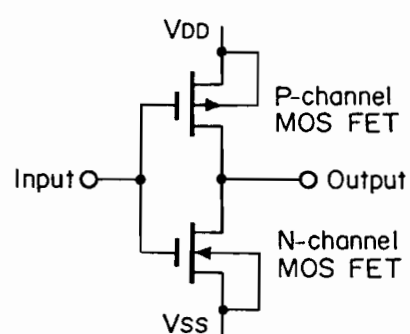 VDD
P-channel
MOS FET
Input
Output
N-channel
MOS FET
VSS